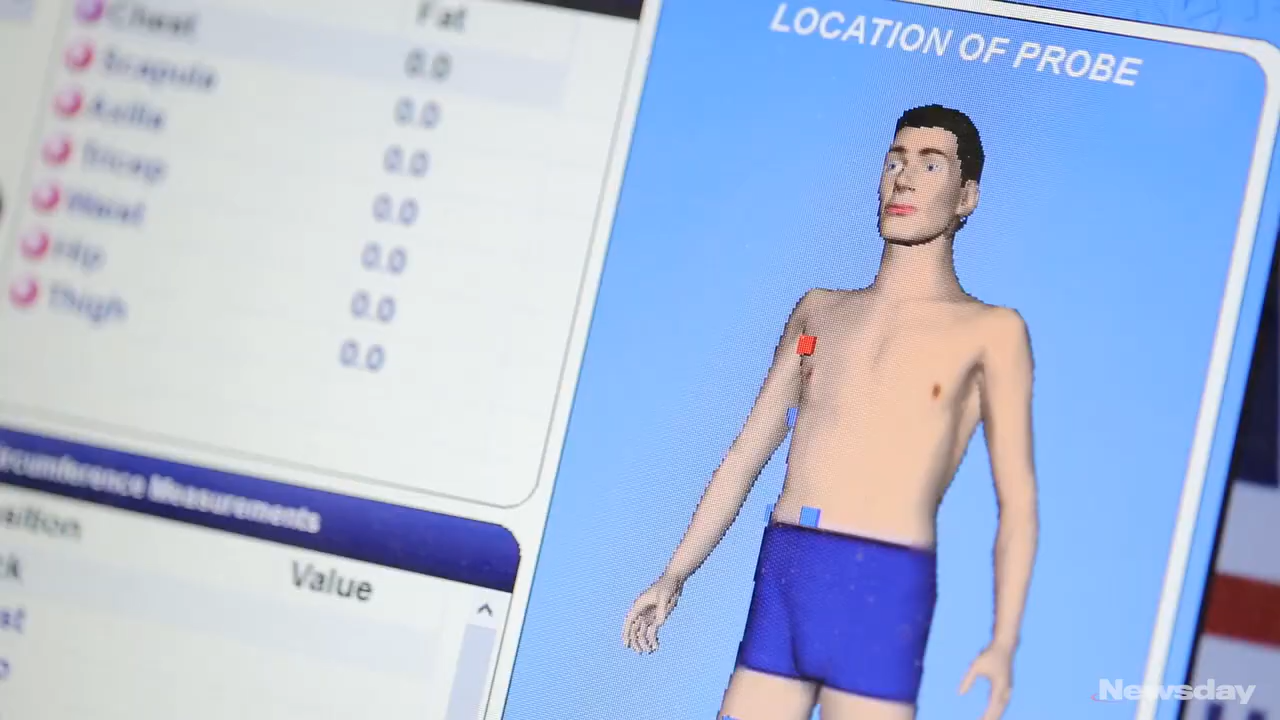 Fat
Chest 0.0
Scapula 0.0
Axilla 0.0
Tricep 0.0
Waist 0.0
Hip 0.0
Thigh 0.0
Circumference Measurements
Value
LOCATION OF PROBE
Newsday